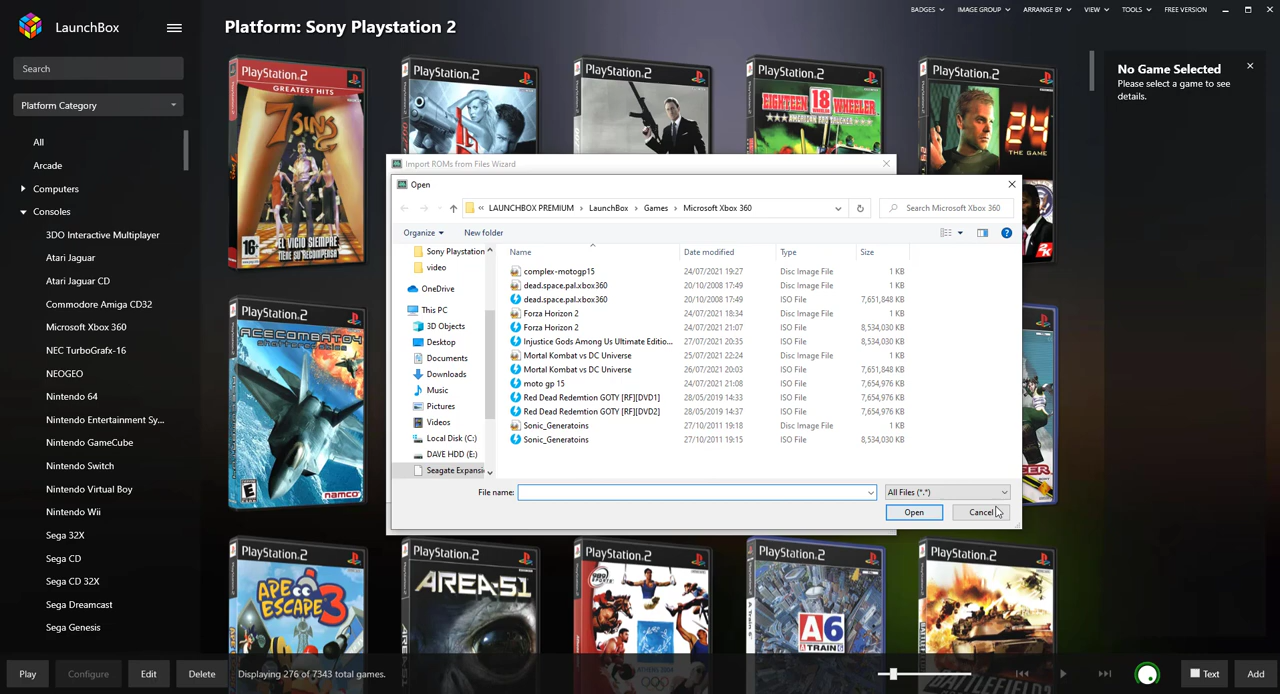 LaunchBox
Platform: Sony Playstation 2
BADGES
IMAGE GROUP
ARRANGE BY
VIEW
TOOLS
FREE VERSION
Search
Platform Category
All
Arcade
Computers
Consoles
3DO Interactive Multiplayer
Atari Jaguar
Atari Jaguar CD
Commodore Amiga CD32
Microsoft Xbox 360
NEC TurboGrafx-16
NEOGEO
Nintendo 64
Nintendo Entertainment Sy...
Nintendo GameCube
Nintendo Switch
Nintendo Virtual Boy
Nintendo Wii
Sega 32X
Sega CD
Sega CD 32X
Sega Dreamcast
Sega Genesis
No Game Selected
Please select a game to see
details.
PlayStation.2
GREATEST HITS
7 SINS
16
EL VICIO SIEMPRE
TIENE SU RECOMPENSA
PlayStation.2
PlayStation.2
PlayStation.2
EIGHTEEN 18 WHEELER
AMERICAN PRO TRUCKER
PlayStation.2
24
THE GAME
2K
PlayStation.2
ACE COMBAT 04
shattered skies
E
namco
PlayStation.2
APE ESCAPE 3
PlayStation.2
AREA-51
PlayStation.2
PlayStation.2
A6
A TRAIN 6
PlayStation.2
Import ROMs from Files Wizard
Open
« LAUNCHBOX PREMIUM › LaunchBox › Games › Microsoft Xbox 360
Search Microsoft Xbox 360
Organize
New folder
Sony Playstation
video
OneDrive
This PC
3D Objects
Desktop
Documents
Downloads
Music
Pictures
Videos
Local Disk (C:)
DAVE HDD (E:)
Seagate Expansi
Name Date modified Type Size
complex-motogp15 24/07/2021 19:27 Disc Image File 1 KB
dead.space.pal.xbox360 20/10/2008 17:49 Disc Image File 1 KB
dead.space.pal.xbox360 20/10/2008 17:49 ISO File 7,651,848 KB
Forza Horizon 2 24/07/2021 18:34 Disc Image File 1 KB
Forza Horizon 2 24/07/2021 21:07 ISO File 8,534,030 KB
Injustice Gods Among Us Ultimate Editio... 27/07/2021 20:35 ISO File 8,534,030 KB
Mortal Kombat vs DC Universe 25/07/2021 22:24 Disc Image File 1 KB
Mortal Kombat vs DC Universe 26/07/2021 20:03 ISO File 7,651,848 KB
moto gp 15 24/07/2021 21:08 ISO File 7,654,976 KB
Red Dead Redemtion GOTY [RF][DVD1] 28/05/2019 14:33 ISO File 7,654,976 KB
Red Dead Redemtion GOTY [RF][DVD2] 28/05/2019 14:37 ISO File 7,654,976 KB
Sonic_Generatoins 27/10/2011 19:18 Disc Image File 1 KB
Sonic_Generatoins 27/10/2011 19:15 ISO File 8,534,030 KB
File name:
All Files (*.*)
Open
Cancel
Play
Configure
Edit
Delete
Displaying 276 of 7343 total games.
Text
Add